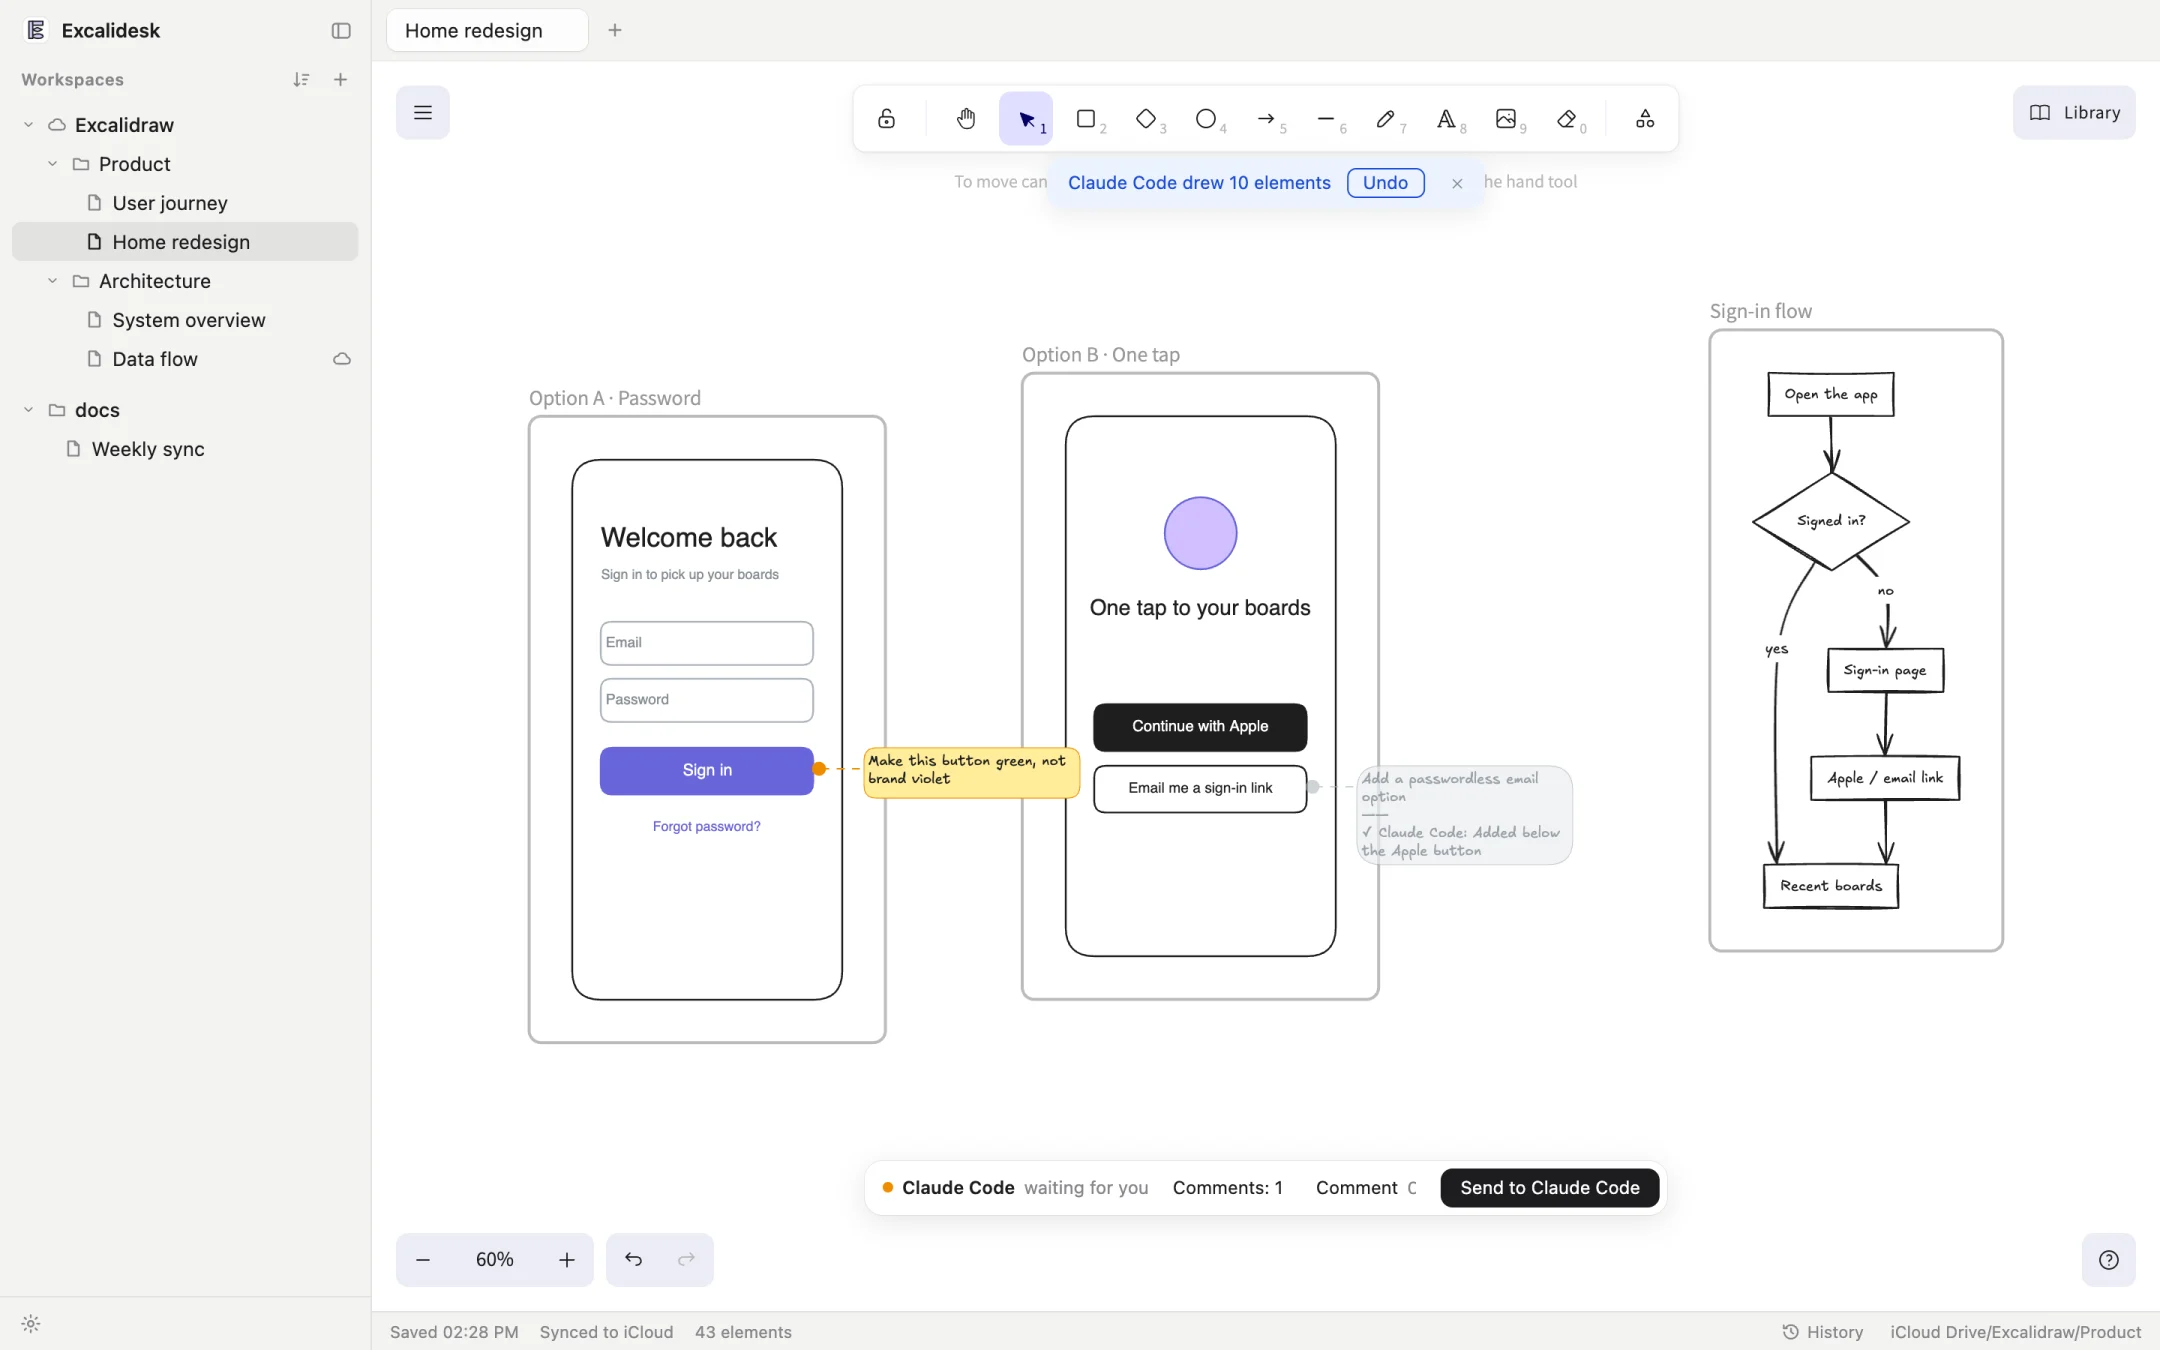 Excalidesk
Workspaces
Excalidraw
Product
User journey
Home redesign
Architecture
System overview
Data flow
docs
Weekly sync
Home redesign
1
2
3
4
5
6
7
8
9
0
Library
To move can
Claude Code drew 10 elements
Undo
he hand tool
Option A · Password
Welcome back
Sign in to pick up your boards
Email
Password
Sign in
Forgot password?
Make this button green, not
brand violet
Option B · One tap
One tap to your boards
Continue with Apple
Email me a sign-in link
Add a passwordless email
option
——
✓ Claude Code: Added below
the Apple button
Sign-in flow
Open the app
Signed in?
no
yes
Sign-in page
Apple / email link
Recent boards
Claude Code waiting for you
Comments: 1
Comment C
Send to Claude Code
60%
Saved 02:28 PM
Synced to iCloud
43 elements
History
iCloud Drive/Excalidraw/Product